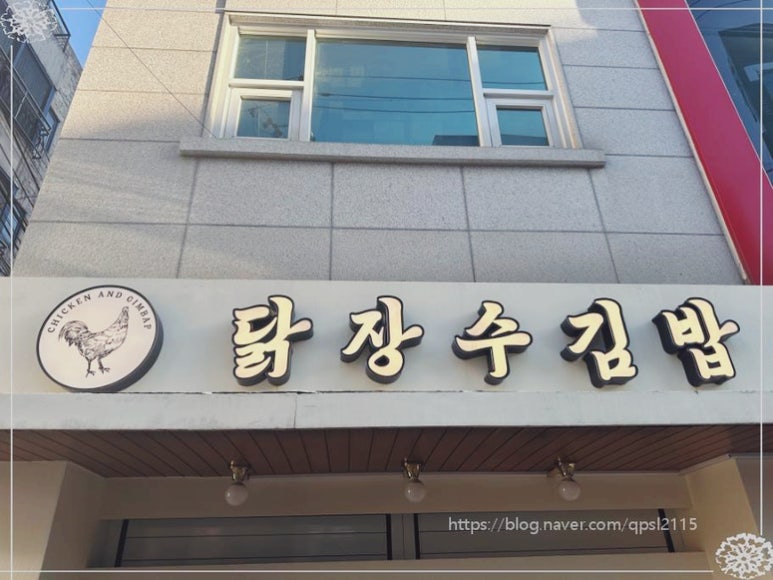 CHICKEN AND GIMBAP
닭장수김밥
https://blog.naver.com/qpsl2115